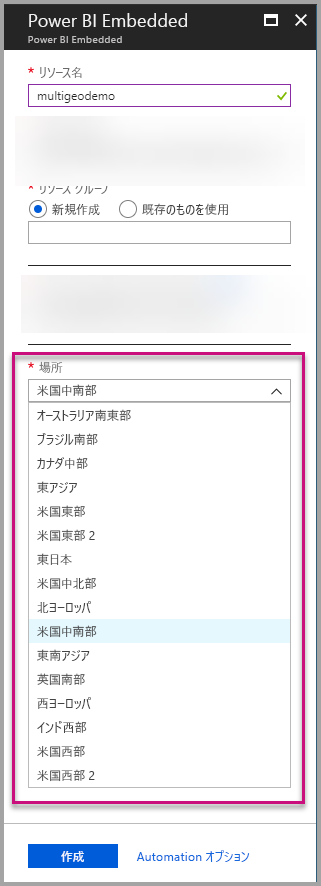 Power BI Embedded
Power BI Embedded
* リソース名
multigeodemo
* リソース グループ
新規作成 既存のものを使用
* 場所
米国中南部
オーストラリア南東部
ブラジル南部
カナダ中部
東アジア
米国東部
米国東部 2
東日本
米国中北部
北ヨーロッパ
米国中南部
東南アジア
英国南部
西ヨーロッパ
インド西部
米国西部
米国西部 2
作成 Automation オプション